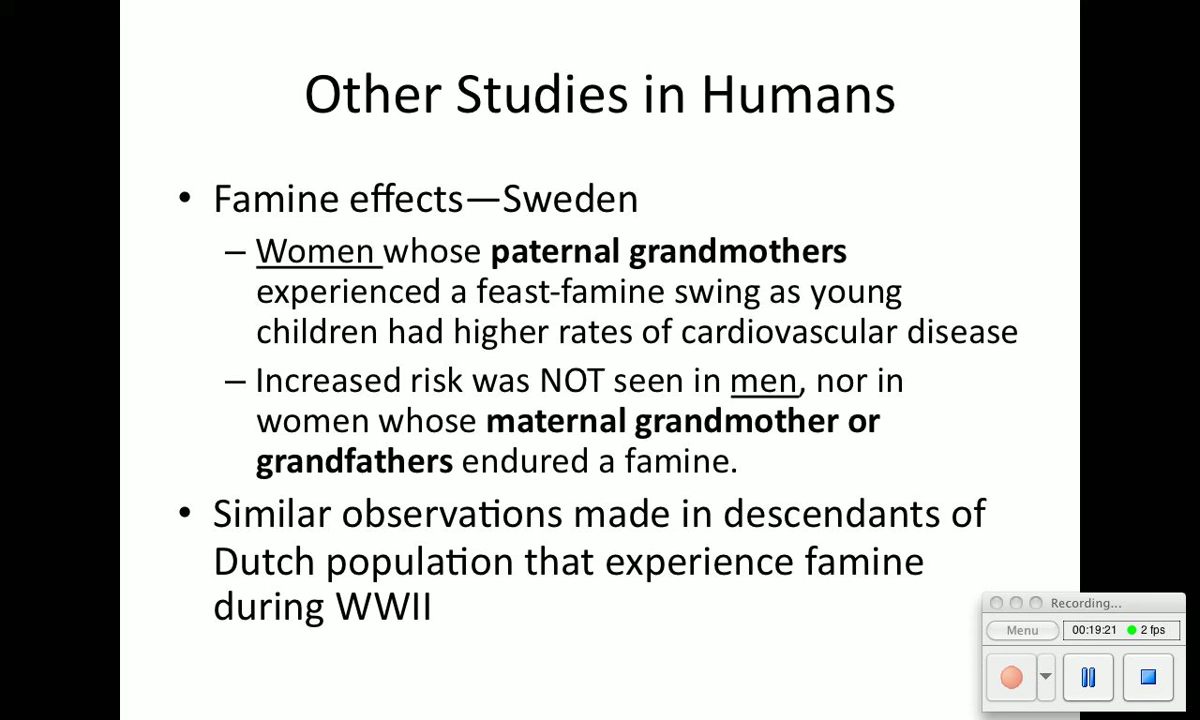 Other Studies in Humans
• Famine effects—Sweden
– Women whose paternal grandmothers
experienced a feast-famine swing as young
children had higher rates of cardiovascular disease
– Increased risk was NOT seen in men, nor in
women whose maternal grandmother or
grandfathers endured a famine.
• Similar observations made in descendants of
Dutch population that experience famine
during WWII
Recording...
Menu 00:19:21 2 fps